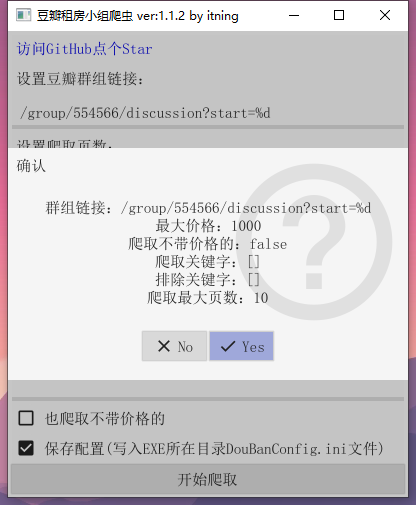 豆瓣租房小组爬虫 ver:1.1.2 by itning
访问GitHub点个Star
设置豆瓣群组链接：
/group/554566/discussion?start=%d
设置爬取页数：
确认
群组链接：/group/554566/discussion?start=%d
最大价格：1000
爬取不带价格的：false
爬取关键字：[]
排除关键字：[]
爬取最大页数：10
No
Yes
也爬取不带价格的
保存配置(写入EXE所在目录DouBanConfig.ini文件)
开始爬取